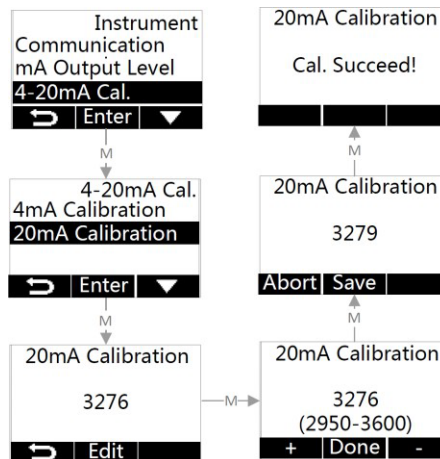 Instrument
Communication
mA Output Level
4-20mA Cal.
Enter
M
4-20mA Cal.
4mA Calibration
20mA Calibration
Enter
M
20mA Calibration
3276
Edit
M
20mA Calibration
3276
(2950-3600)
+ Done -
M
20mA Calibration
3279
Abort Save
M
20mA Calibration
Cal. Succeed!